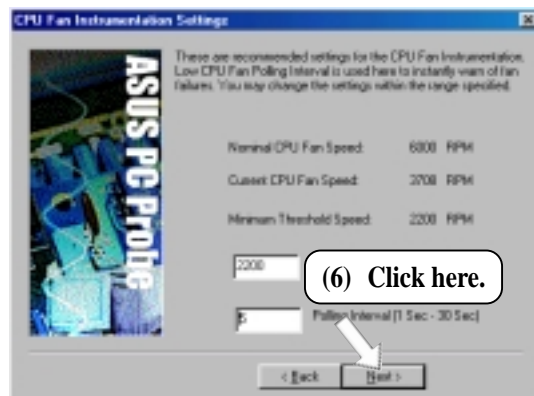 CPU Fan Instrumentation Settings
ASUS PC Probe
These are recommended settings for the CPU Fan Instrumentation.
Low CPU Fan Polling Interval is used here to instantly warn of fan
failures. You may change the settings within the range specified.
Nominal CPU Fan Speed: 6000 RPM
Current CPU Fan Speed: 3708 RPM
Minimum Threshold Speed: 2200 RPM
2200
(6) Click here.
5 Polling Interval (1 Sec - 30 Sec)
< Back Next >